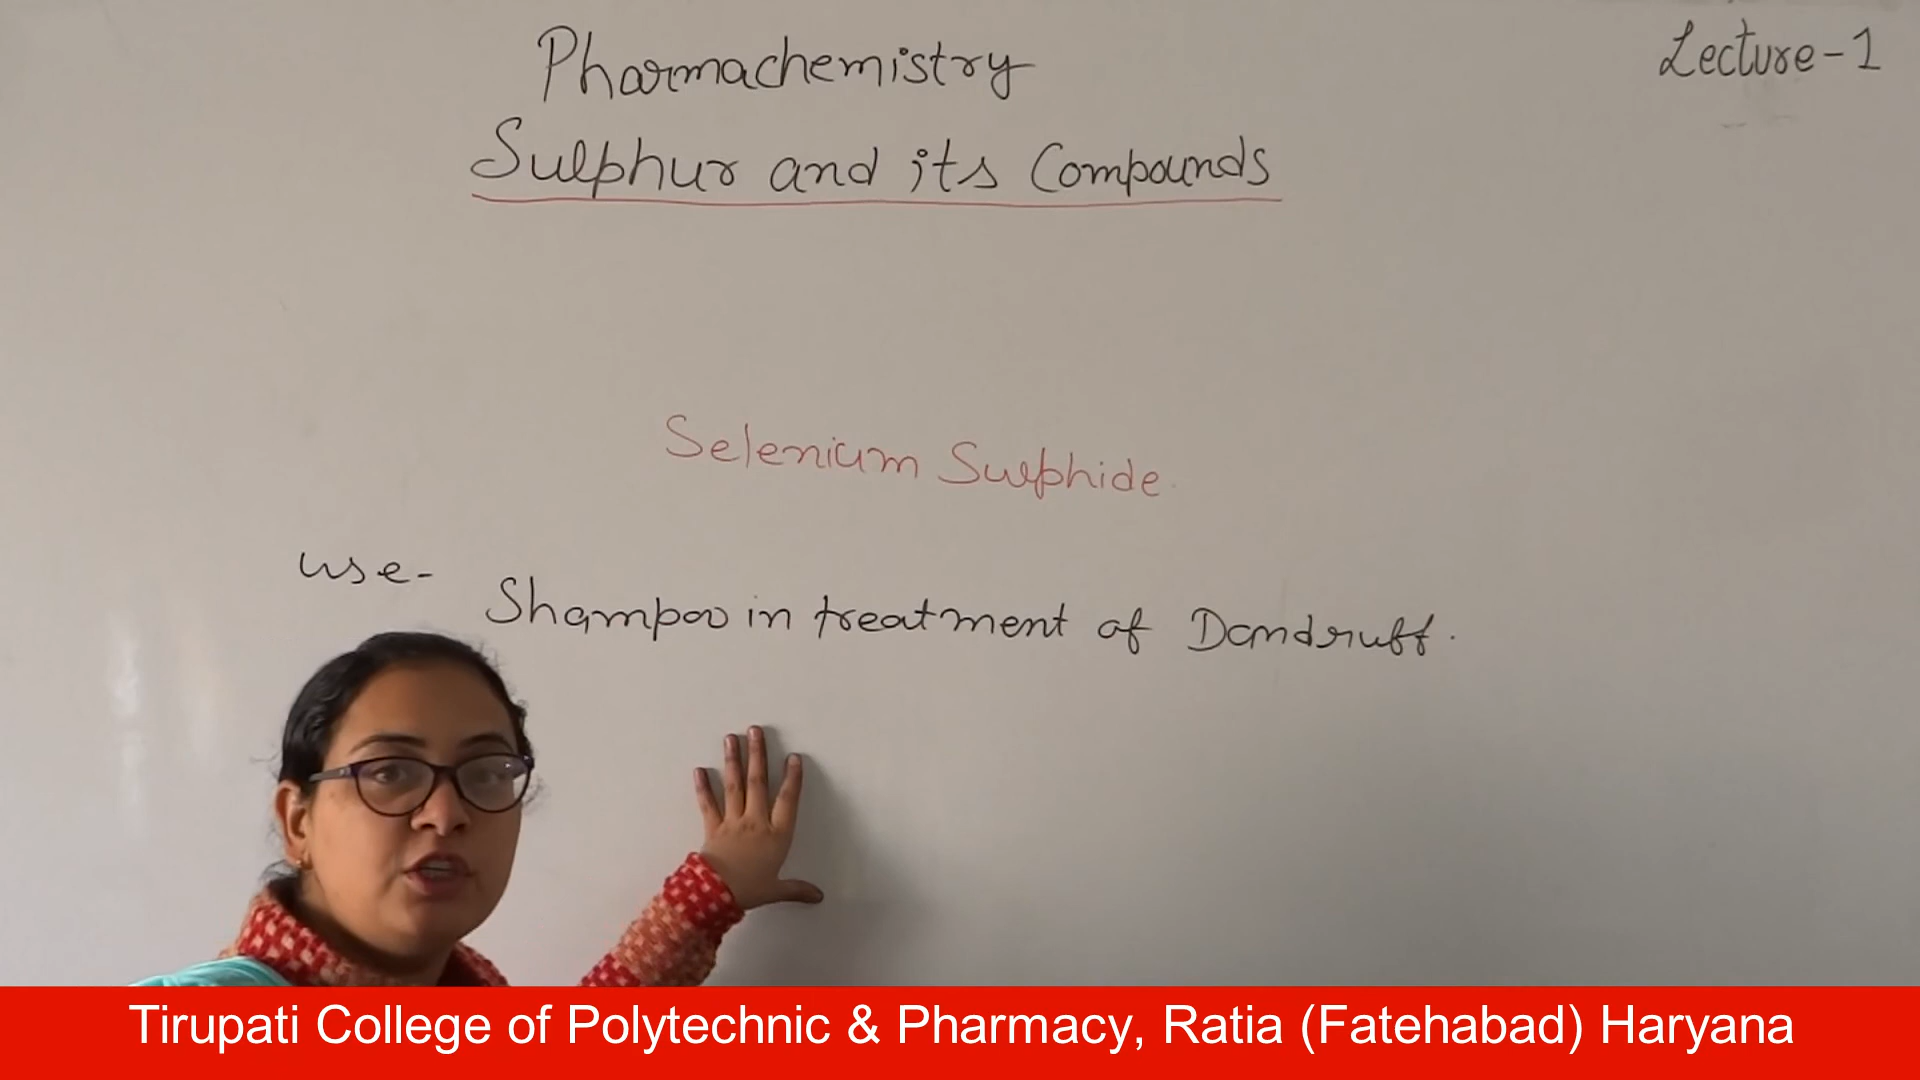 Lecture-1
Pharmachemistry
Sulphur and its Compounds
Selenium Sulphide.
use-
Shampoo in treatment of Dandruff.
Tirupati College of Polytechnic & Pharmacy, Ratia (Fatehabad) Haryana